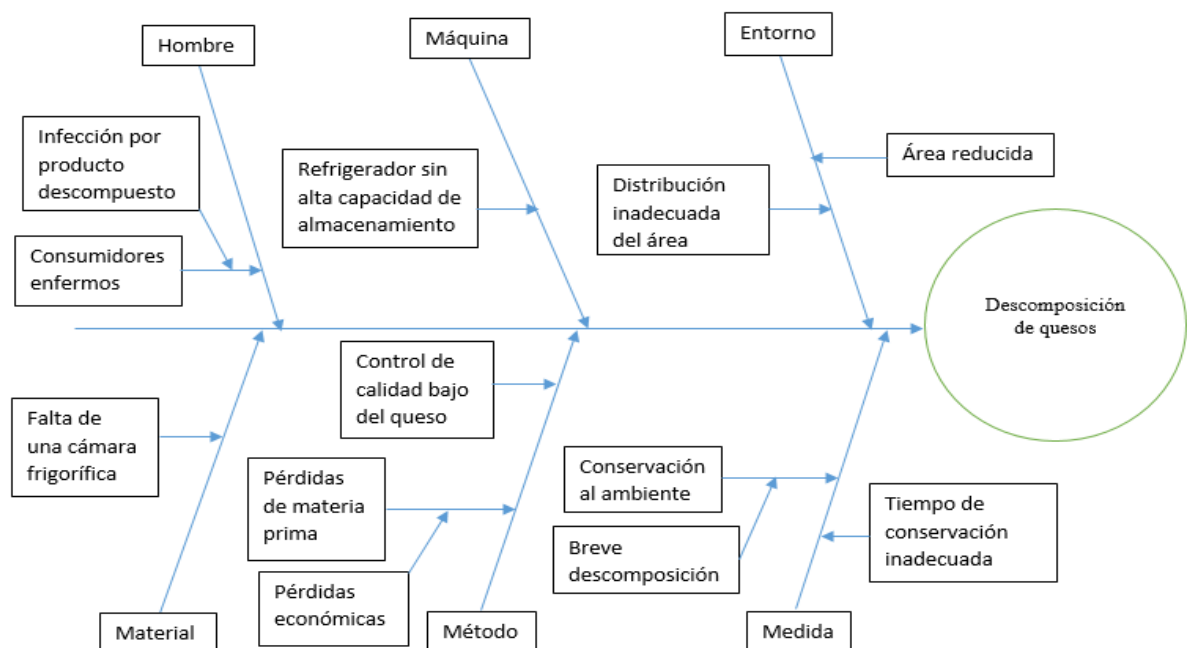 Hombre
Máquina
Entorno
Infección por
producto
descompuesto
Refrigerador sin
alta capacidad de
almacenamiento
Área reducida
Distribución
inadecuada
del área
Consumidores
enfermos
Descomposición
de quesos
Control de
calidad bajo
del queso
Falta de
una cámara
frigorífica
Pérdidas
de materia
prima
Conservación
al ambiente
Tiempo de
conservación
inadecuada
Breve
descomposición
Pérdidas
económicas
Material
Método
Medida